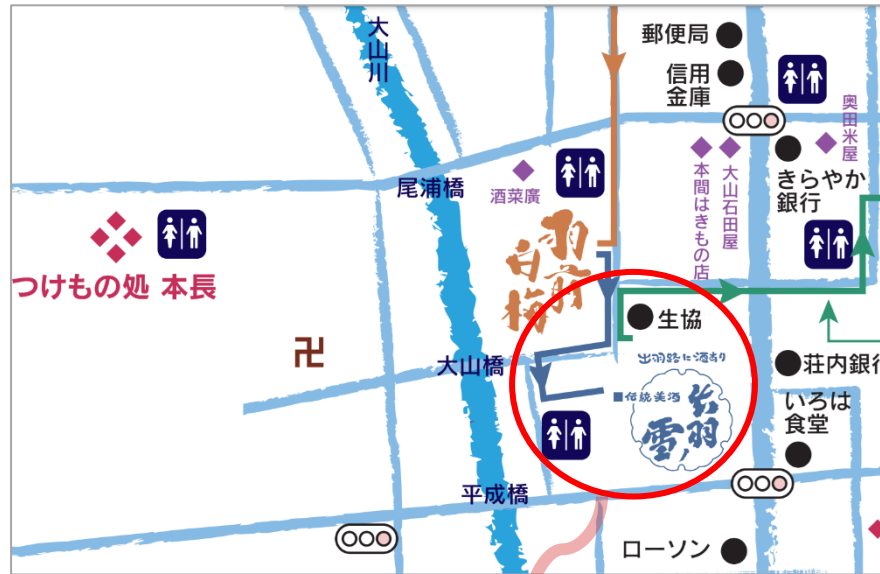 大山川
郵便局
信用
金庫
奥田米屋
尾浦橋
酒菜廣
本間はきもの店
大山石田屋
きらやか
銀行
羽前
白梅
つけもの処 本長
生協
大山橋
出羽路に酒あり
荘内銀行
■伝統美酒
出羽ノ雪
いろは
食堂
平成橋
ローソン